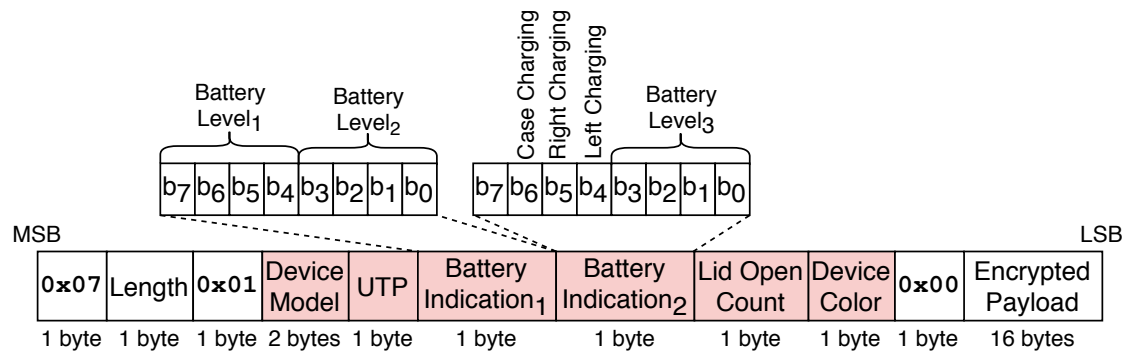 Case Charging
Right Charging
Left Charging
Battery
Level1
Battery
Level2
Battery
Level3
b7 b6 b5 b4 b3 b2 b1 b0
b7 b6 b5 b4 b3 b2 b1 b0
MSB
LSB
0x07 Length 0x01 Device Model UTP Battery Indication1 Battery Indication2 Lid Open Count Device Color 0x00 Encrypted Payload
1 byte 1 byte 1 byte 2 bytes 1 byte 1 byte 1 byte 1 byte 1 byte 1 byte 16 bytes